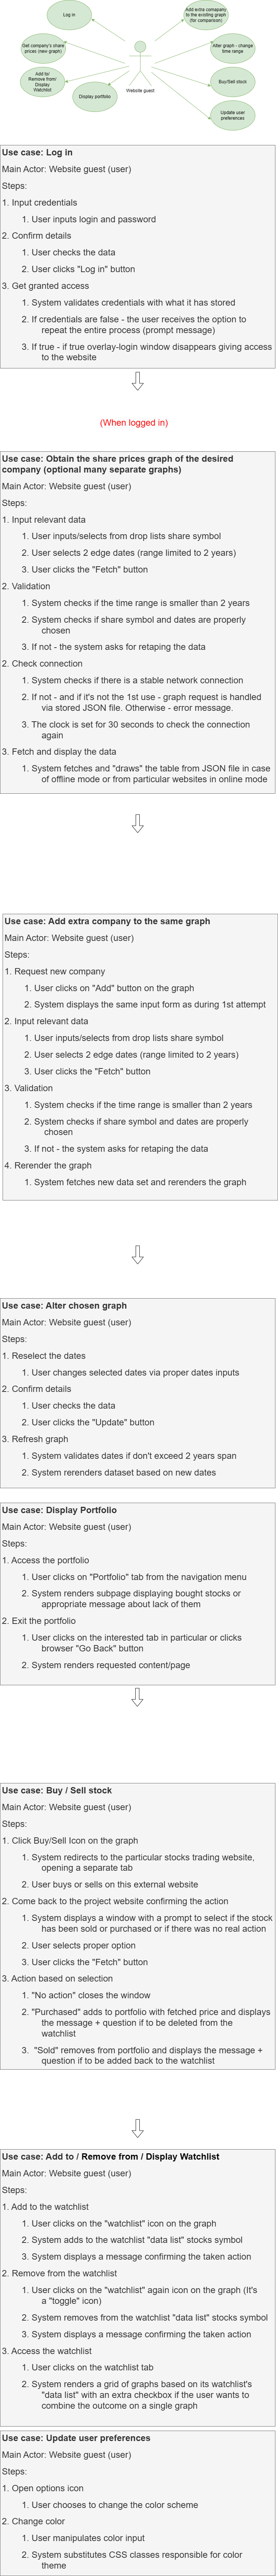 Log in
Add extra comapany
to the existing graph
(for comparison)
Get company's share
prices (new graph)
Alter graph - change
time range
Add to/
Remove from/
Display
Watchlist
Display portfolio
Website guest
Buy/Sell stock
Update user
preferences
Use case: Log in
Main Actor: Website guest (user)
Steps:
1. Input credentials
1. User inputs login and password
2. Confirm details
1. User checks the data
2. User clicks "Log in" button
3. Get granted access
1. System validates credentials with what it has stored
2. If credentials are false - the user receives the option to
repeat the entire process (prompt message)
3. If true - if true overlay-login window disappears giving access
to the website
(When logged in)
Use case: Obtain the share prices graph of the desired
company (optional many separate graphs)
Main Actor: Website guest (user)
Steps:
1. Input relevant data
1. User inputs/selects from drop lists share symbol
2. User selects 2 edge dates (range limited to 2 years)
3. User clicks the "Fetch" button
2. Validation
1. System checks if the time range is smaller than 2 years
2. System checks if share symbol and dates are properly
chosen
3. If not - the system asks for retaping the data
2. Check connection
1. System checks if there is a stable network connection
2. If not - and if it's not the 1st use - graph request is handled
via stored JSON file. Otherwise - error message.
3. The clock is set for 30 seconds to check the connection
again
3. Fetch and display the data
1. System fetches and "draws" the table from JSON file in case
of offline mode or from particular websites in online mode
Use case: Add extra company to the same graph
Main Actor: Website guest (user)
Steps:
1. Request new company
1. User clicks on "Add" button on the graph
2. System displays the same input form as during 1st attempt
2. Input relevant data
1. User inputs/selects from drop lists share symbol
2. User selects 2 edge dates (range limited to 2 years)
3. User clicks the "Fetch" button
3. Validation
1. System checks if the time range is smaller than 2 years
2. System checks if share symbol and dates are properly
chosen
3. If not - the system asks for retaping the data
4. Rerender the graph
1. System fetches new data set and rerenders the graph
Use case: Alter chosen graph
Main Actor: Website guest (user)
Steps:
1. Reselect the dates
1. User changes selected dates via proper dates inputs
2. Confirm details
1. User checks the data
2. User clicks the "Update" button
3. Refresh graph
1. System validates dates if don't exceed 2 years span
2. System rerenders dataset based on new dates
Use case: Display Portfolio
Main Actor: Website guest (user)
Steps:
1. Access the portfolio
1. User clicks on "Portfolio" tab from the navigation menu
2. System renders subpage displaying bought stocks or
appropriate message about lack of them
2. Exit the portfolio
1. User clicks on the interested tab in particular or clicks
browser "Go Back" button
2. System renders requested content/page
Use case: Buy / Sell stock
Main Actor: Website guest (user)
Steps:
1. Click Buy/Sell Icon on the graph
1. System redirects to the particular stocks trading website,
opening a separate tab
2. User buys or sells on this external website
2. Come back to the project website confirming the action
1. System displays a window with a prompt to select if the stock
has been sold or purchased or if there was no real action
2. User selects proper option
3. User clicks the "Fetch" button
3. Action based on selection
1. "No action" closes the window
2. "Purchased" adds to portfolio with fetched price and displays
the message + question if to be deleted from the
watchlist
3. "Sold" removes from portfolio and displays the message +
question if to be added back to the watchlist
Use case: Add to / Remove from / Display Watchlist
Main Actor: Website guest (user)
Steps:
1. Add to the watchlist
1. User clicks on the "watchlist" icon on the graph
2. System adds to the watchlist "data list" stocks symbol
3. System displays a message confirming the taken action
2. Remove from the watchlist
1. User clicks on the "watchlist" again icon on the graph (It's
a "toggle" icon)
2. System removes from the watchlist "data list" stocks symbol
3. System displays a message confirming the taken action
3. Access the watchlist
1. User clicks on the watchlist tab
2. System renders a grid of graphs based on its watchlist's
"data list" with an extra checkbox if the user wants to
combine the outcome on a single graph
Use case: Update user preferences
Main Actor: Website guest (user)
Steps:
1. Open options icon
1. User chooses to change the color scheme
2. Change color
1. User manipulates color input
2. System substitutes CSS classes responsible for color
theme